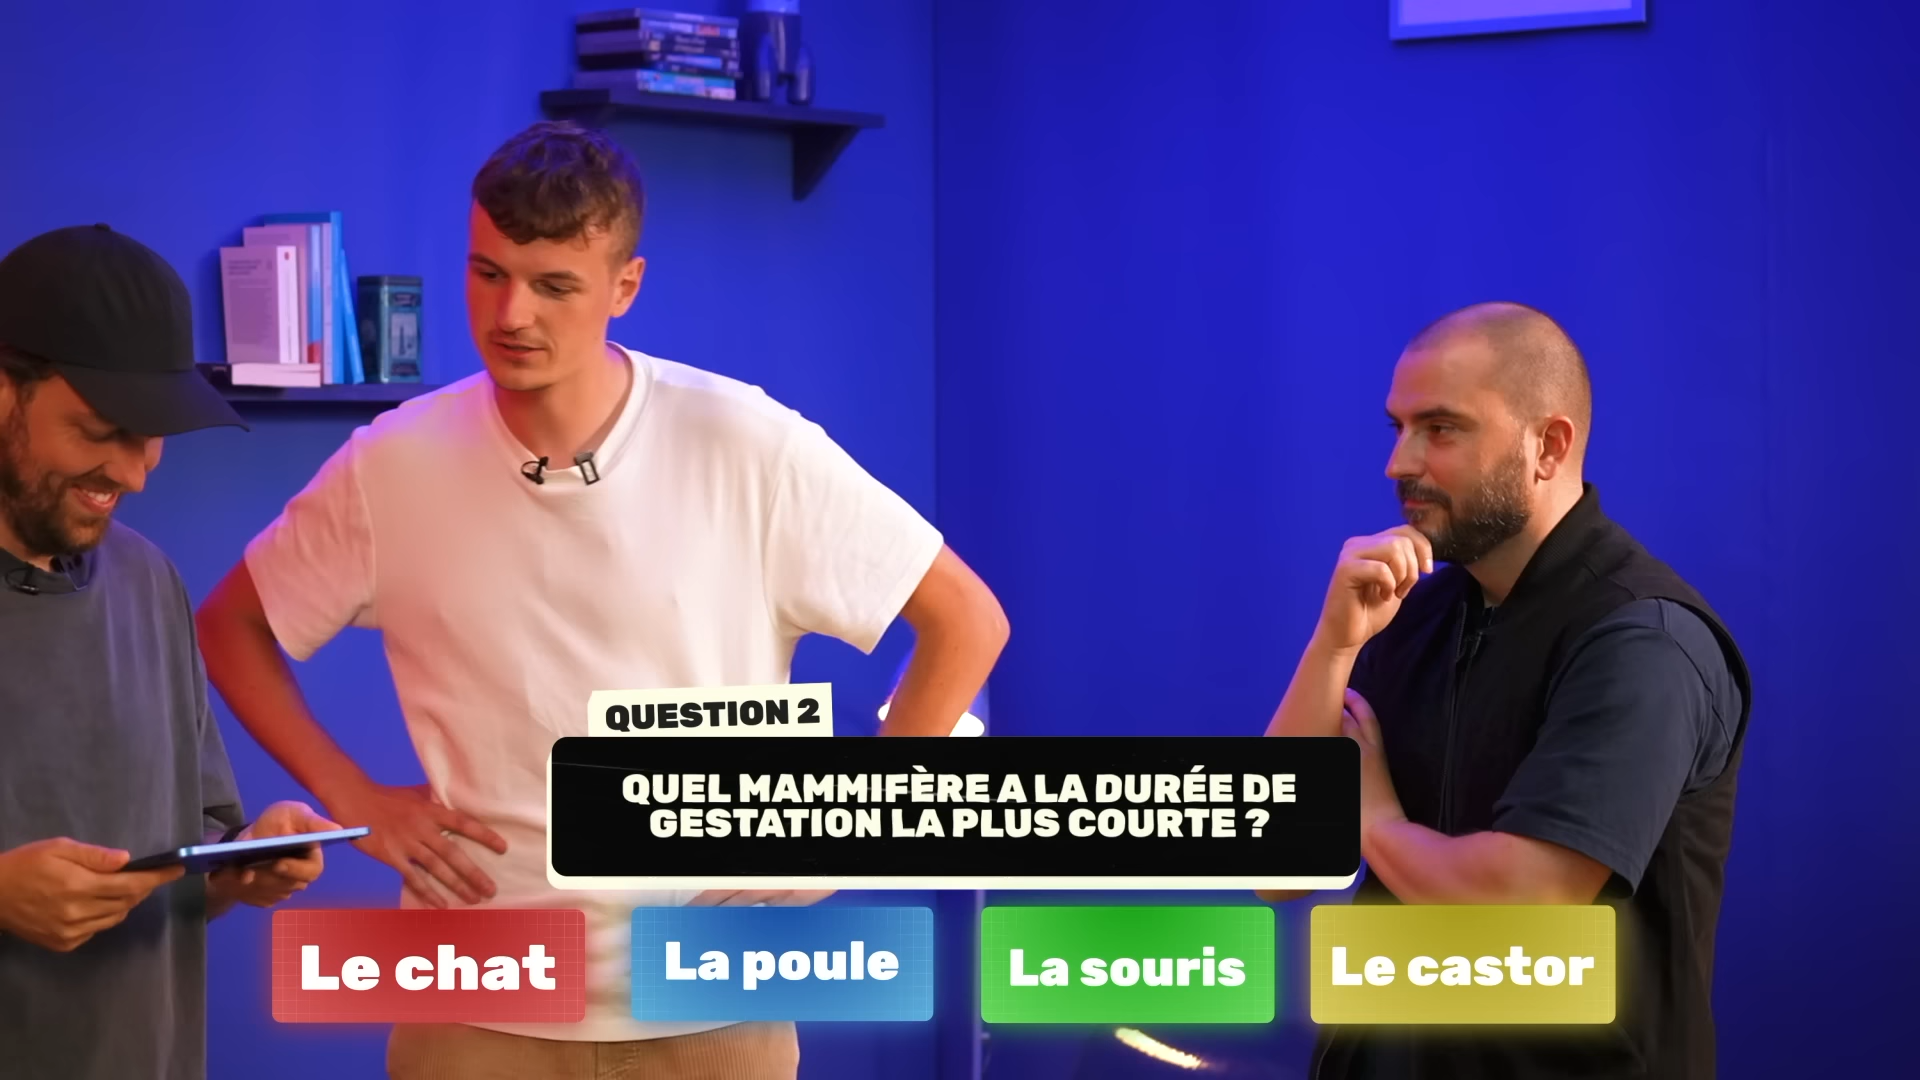 QUESTION 2
QUEL MAMMIFÈRE A LA DURÉE DE
GESTATION LA PLUS COURTE ?
Le chat
La poule
La souris
Le castor